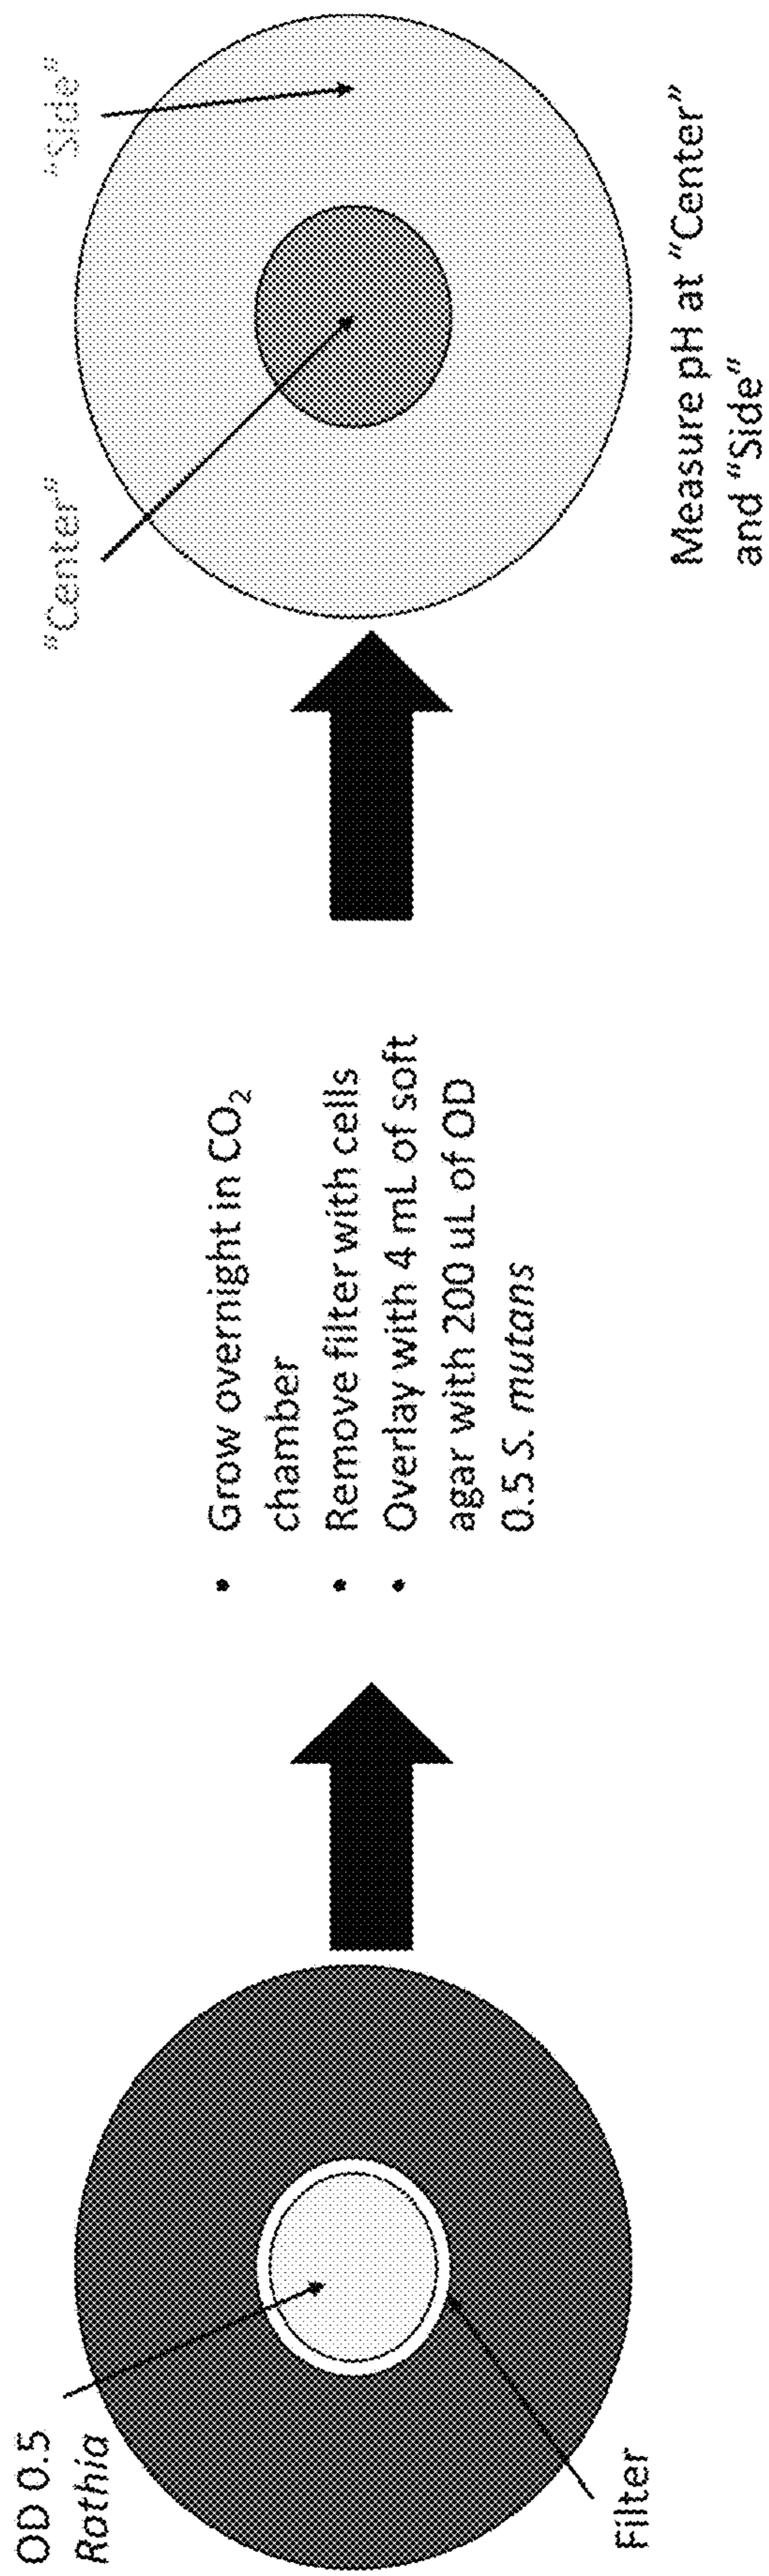 OD 0.5
Rothia
Filter
• Grow overnight in CO₂
chamber
• Remove filter with cells
• Overlay with 4 mL of soft
agar with 200 uL of OD
0.5 S. mutans
"Center"
"Side"
Measure pH at "Center"
and "Side"